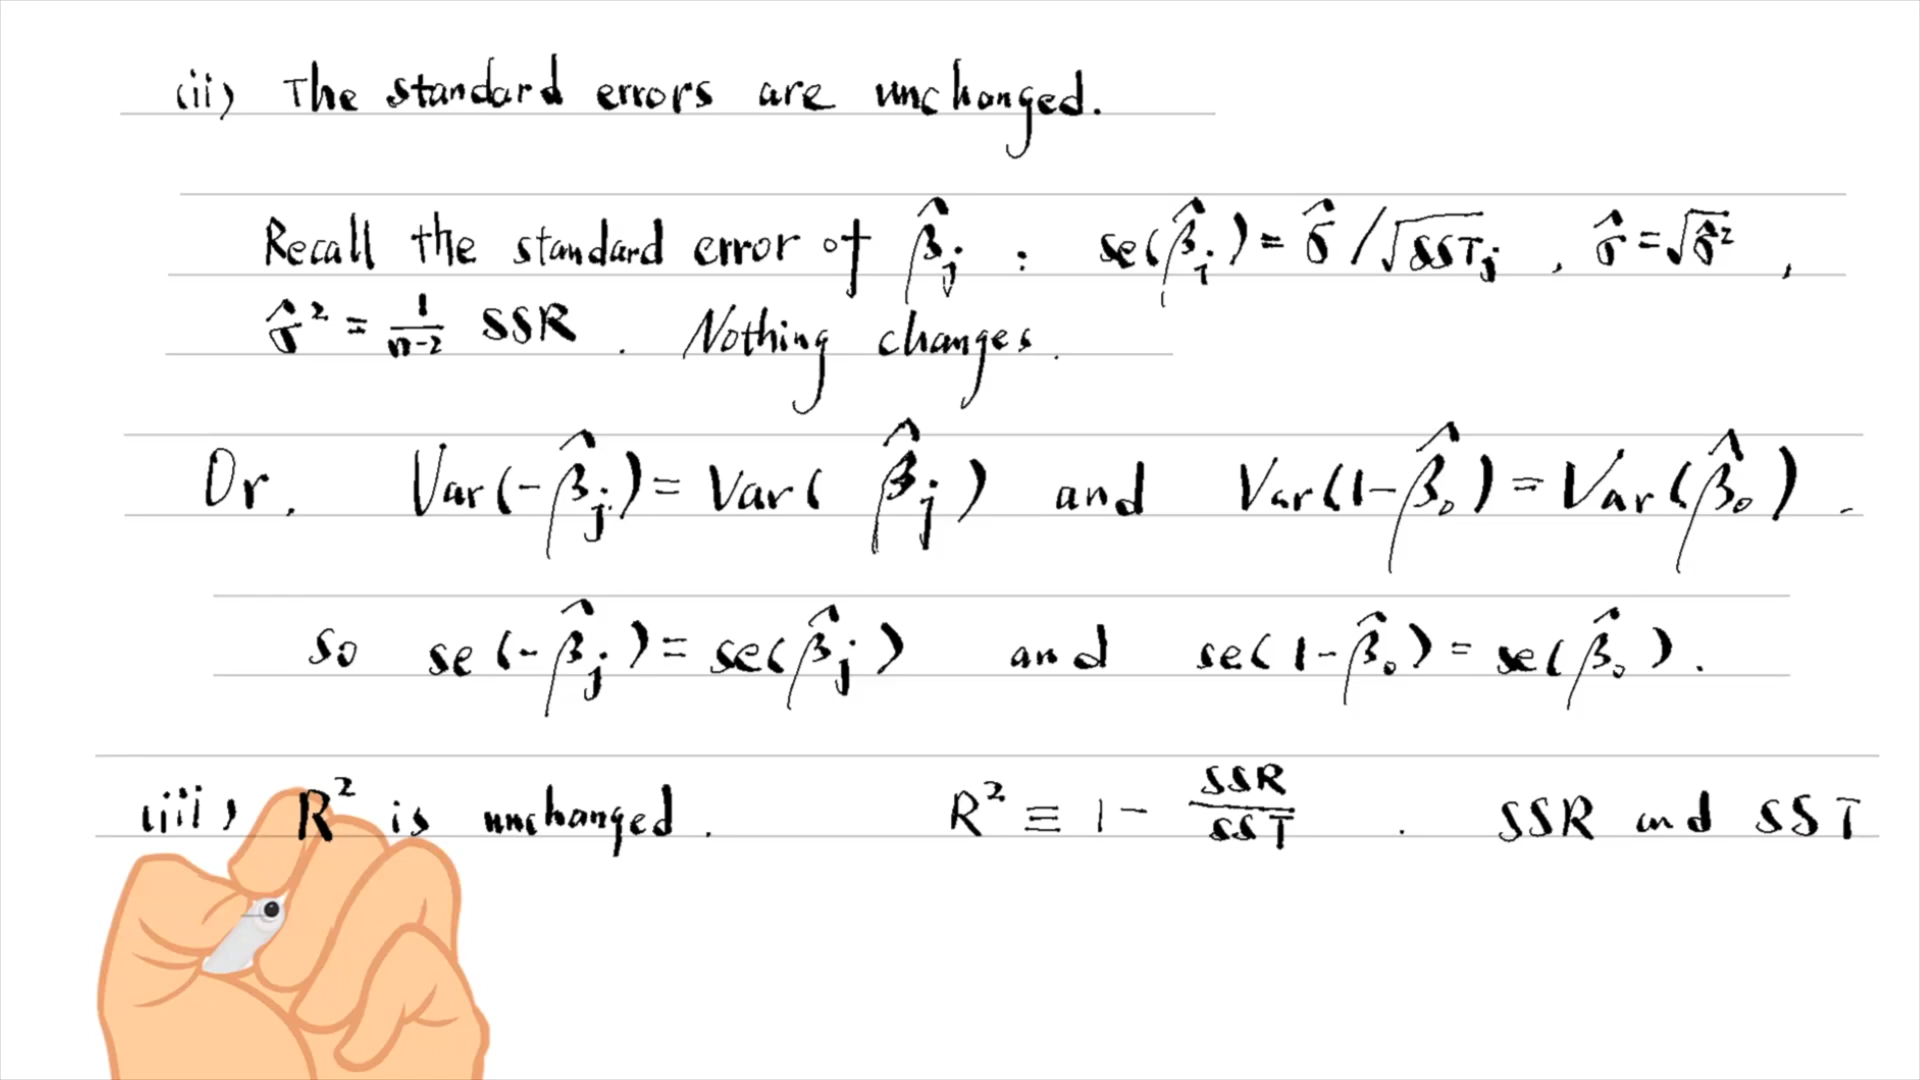 (ii) The standard errors are unchanged.
Recall the standard error of β̂ⱼ : se(β̂ⱼ) = σ̂ /√SSTⱼ , σ̂ = √σ̂² ,
σ̂² = 1/(n-2) SSR . Nothing changes .
Or, Var(-β̂ⱼ) = Var( β̂ⱼ ) and Var(1-β̂₀) = Var(β̂₀) .
so se(-β̂ⱼ) = se(β̂ⱼ) and se(1-β̂₀) = se(β̂₀) .
(iii) R² is unchanged . R² ≡ 1 - SSR/SST . SSR and SST